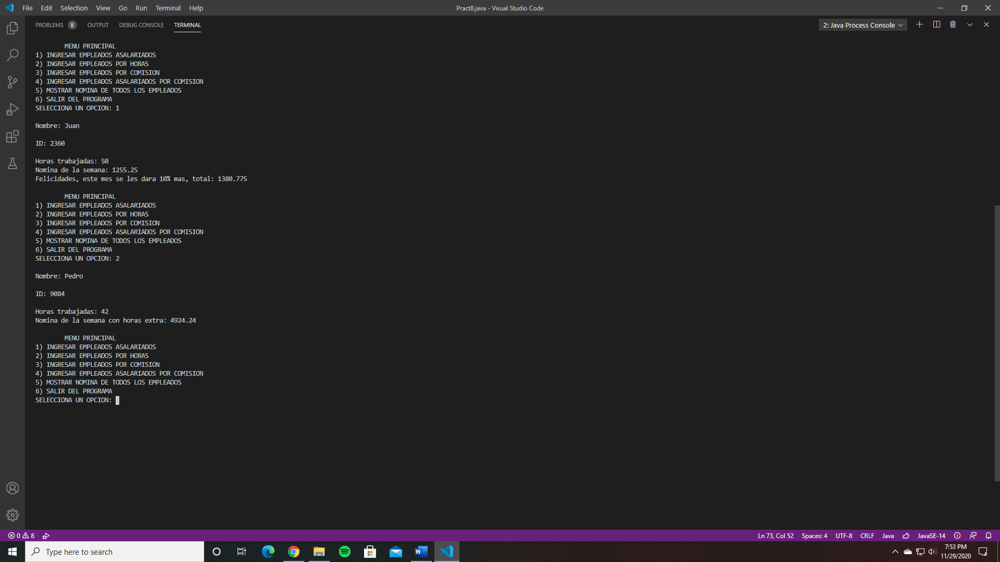 File Edit Selection View Go Run Terminal Help
Pract8.java - Visual Studio Code
PROBLEMS 8 OUTPUT DEBUG CONSOLE TERMINAL
2: Java Process Console
MENU PRINCIPAL
1) INGRESAR EMPLEADOS ASALARIADOS
2) INGRESAR EMPLEADOS POR HORAS
3) INGRESAR EMPLEADOS POR COMISION
4) INGRESAR EMPLEADOS ASALARIADOS POR COMISION
5) MOSTRAR NOMINA DE TODOS LOS EMPLEADOS
6) SALIR DEL PROGRAMA
SELECCIONA UN OPCION: 1
Nombre: Juan
ID: 2360
Horas trabajadas: 50
Nomina de la semana: 1255.25
Felicidades, este mes se les dara 10% mas, total: 1380.775
MENU PRINCIPAL
1) INGRESAR EMPLEADOS ASALARIADOS
2) INGRESAR EMPLEADOS POR HORAS
3) INGRESAR EMPLEADOS POR COMISION
4) INGRESAR EMPLEADOS ASALARIADOS POR COMISION
5) MOSTRAR NOMINA DE TODOS LOS EMPLEADOS
6) SALIR DEL PROGRAMA
SELECCIONA UN OPCION: 2
Nombre: Pedro
ID: 9084
Horas trabajadas: 42
Nomina de la semana con horas extra: 4924.24
MENU PRINCIPAL
1) INGRESAR EMPLEADOS ASALARIADOS
2) INGRESAR EMPLEADOS POR HORAS
3) INGRESAR EMPLEADOS POR COMISION
4) INGRESAR EMPLEADOS ASALARIADOS POR COMISION
5) MOSTRAR NOMINA DE TODOS LOS EMPLEADOS
6) SALIR DEL PROGRAMA
SELECCIONA UN OPCION:
0 8
Ln 73, Col 52 Spaces: 4 UTF-8 CRLF Java JavaSE-14
Type here to search
7:53 PM
11/29/2020